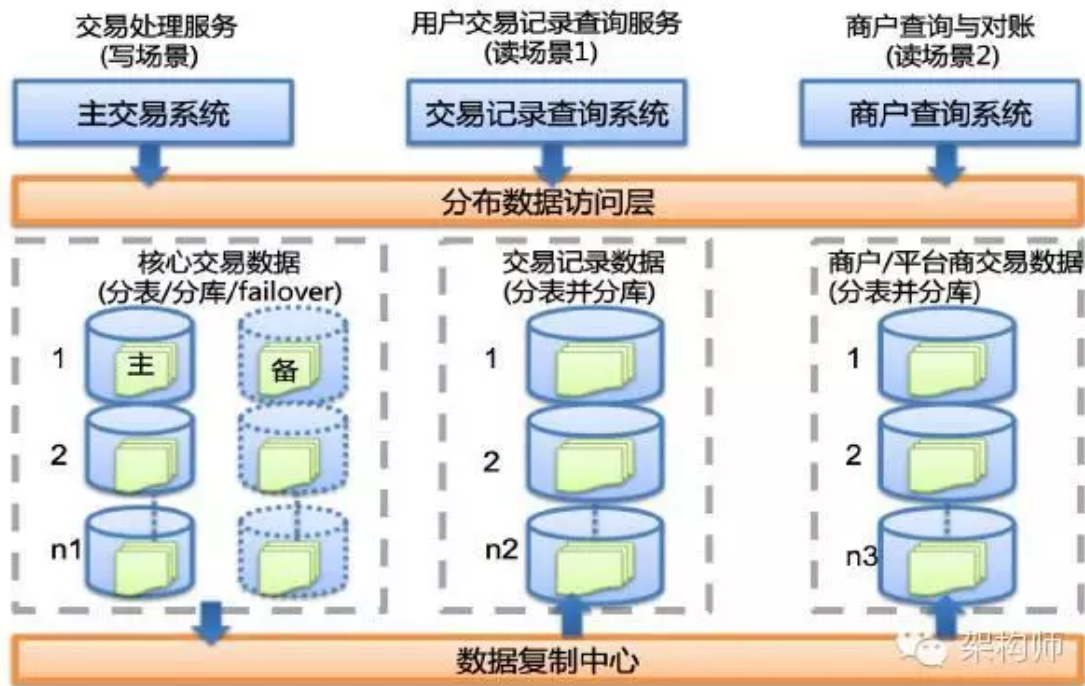 交易处理服务
(写场景)
用户交易记录查询服务
(读场景1)
商户查询与对账
(读场景2)
主交易系统
交易记录查询系统
商户查询系统
分布数据访问层
核心交易数据
(分表/分库/failover)
1
主
备
2
n1
交易记录数据
(分表并分库)
1
2
n2
商户/平台商交易数据
(分表并分库)
1
2
n3
数据复制中心
架构师